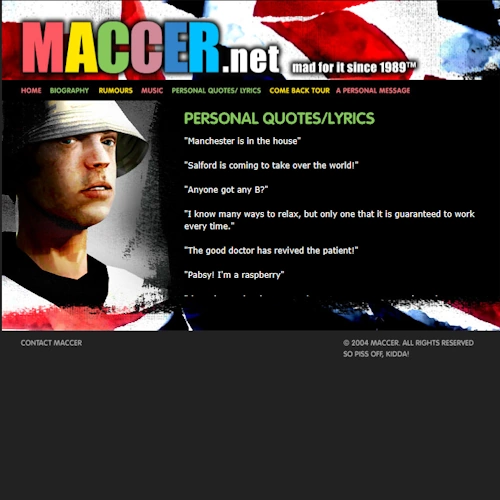 MACCER.net mad for it since 1989™
HOME BIOGRAPHY RUMOURS MUSIC PERSONAL QUOTES/ LYRICS COME BACK TOUR A PERSONAL MESSAGE
PERSONAL QUOTES/LYRICS
"Manchester is in the house"
"Salford is coming to take over the world!"
"Anyone got any B?"
"I know many ways to relax, but only one that it is guaranteed to work
every time."
"The good doctor has revived the patient!"
"Pabsy! I'm a raspberry"
CONTACT MACCER
© 2004 MACCER. ALL RIGHTS RESERVED
SO PISS OFF, KIDDA!